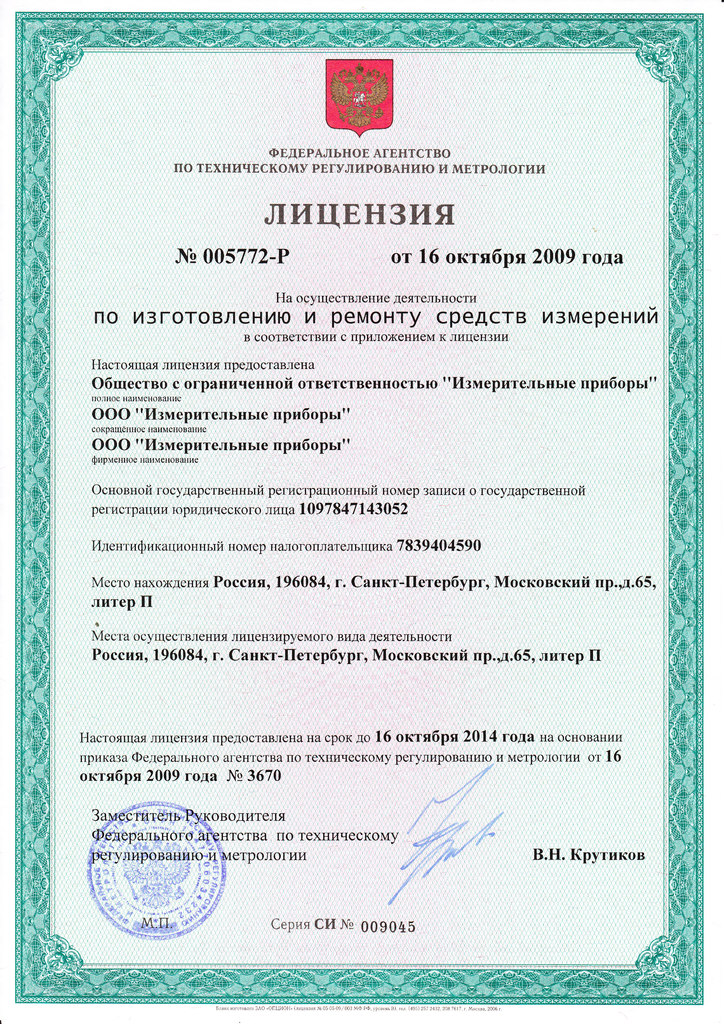 ФЕДЕРАЛЬНОЕ АГЕНТСТВО
ПО ТЕХНИЧЕСКОМУ РЕГУЛИРОВАНИЮ И МЕТРОЛОГИИ
ЛИЦЕНЗИЯ
№ 005772-Р от 16 октября 2009 года
На осуществление деятельности
по изготовлению и ремонту средств измерений
в соответствии с приложением к лицензии
Настоящая лицензия предоставлена
Общество с ограниченной ответственностью "Измерительные приборы"
полное наименование
ООО "Измерительные приборы"
сокращённое наименование
ООО "Измерительные приборы"
фирменное наименование
Основной государственный регистрационный номер записи о государственной
регистрации юридического лица 1097847143052
Идентификационный номер налогоплательщика 7839404590
Место нахождения Россия, 196084, г. Санкт-Петербург, Московский пр.,д.65,
литер П
Места осуществления лицензируемого вида деятельности
Россия, 196084, г. Санкт-Петербург, Московский пр.,д.65, литер П
Настоящая лицензия предоставлена на срок до 16 октября 2014 года на основании
приказа Федерального агентства по техническому регулированию и метрологии от 16
октября 2009 года № 3670
Заместитель Руководителя
Федерального агентства по техническому
регулированию и метрологии
В.Н. Крутиков
М.П.
Серия СИ № 009045